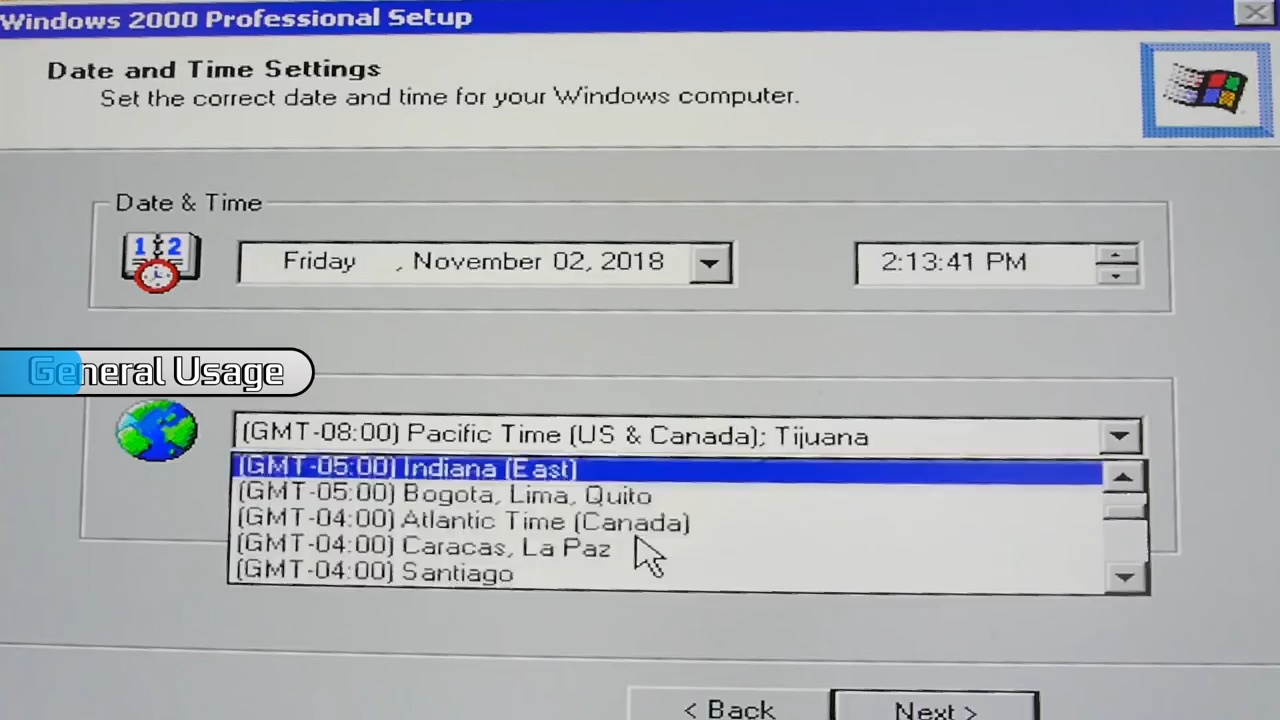 Windows 2000 Professional Setup
Date and Time Settings
Set the correct date and time for your Windows computer.
Date & Time
1 2
Friday , November 02, 2018
2:13:41 PM
General Usage
(GMT-08:00) Pacific Time (US & Canada); Tijuana
(GMT-05:00) Indiana (East)
(GMT-05:00) Bogota, Lima, Quito
(GMT-04:00) Atlantic Time (Canada)
(GMT-04:00) Caracas, La Paz
(GMT-04:00) Santiago
< Back
Next >